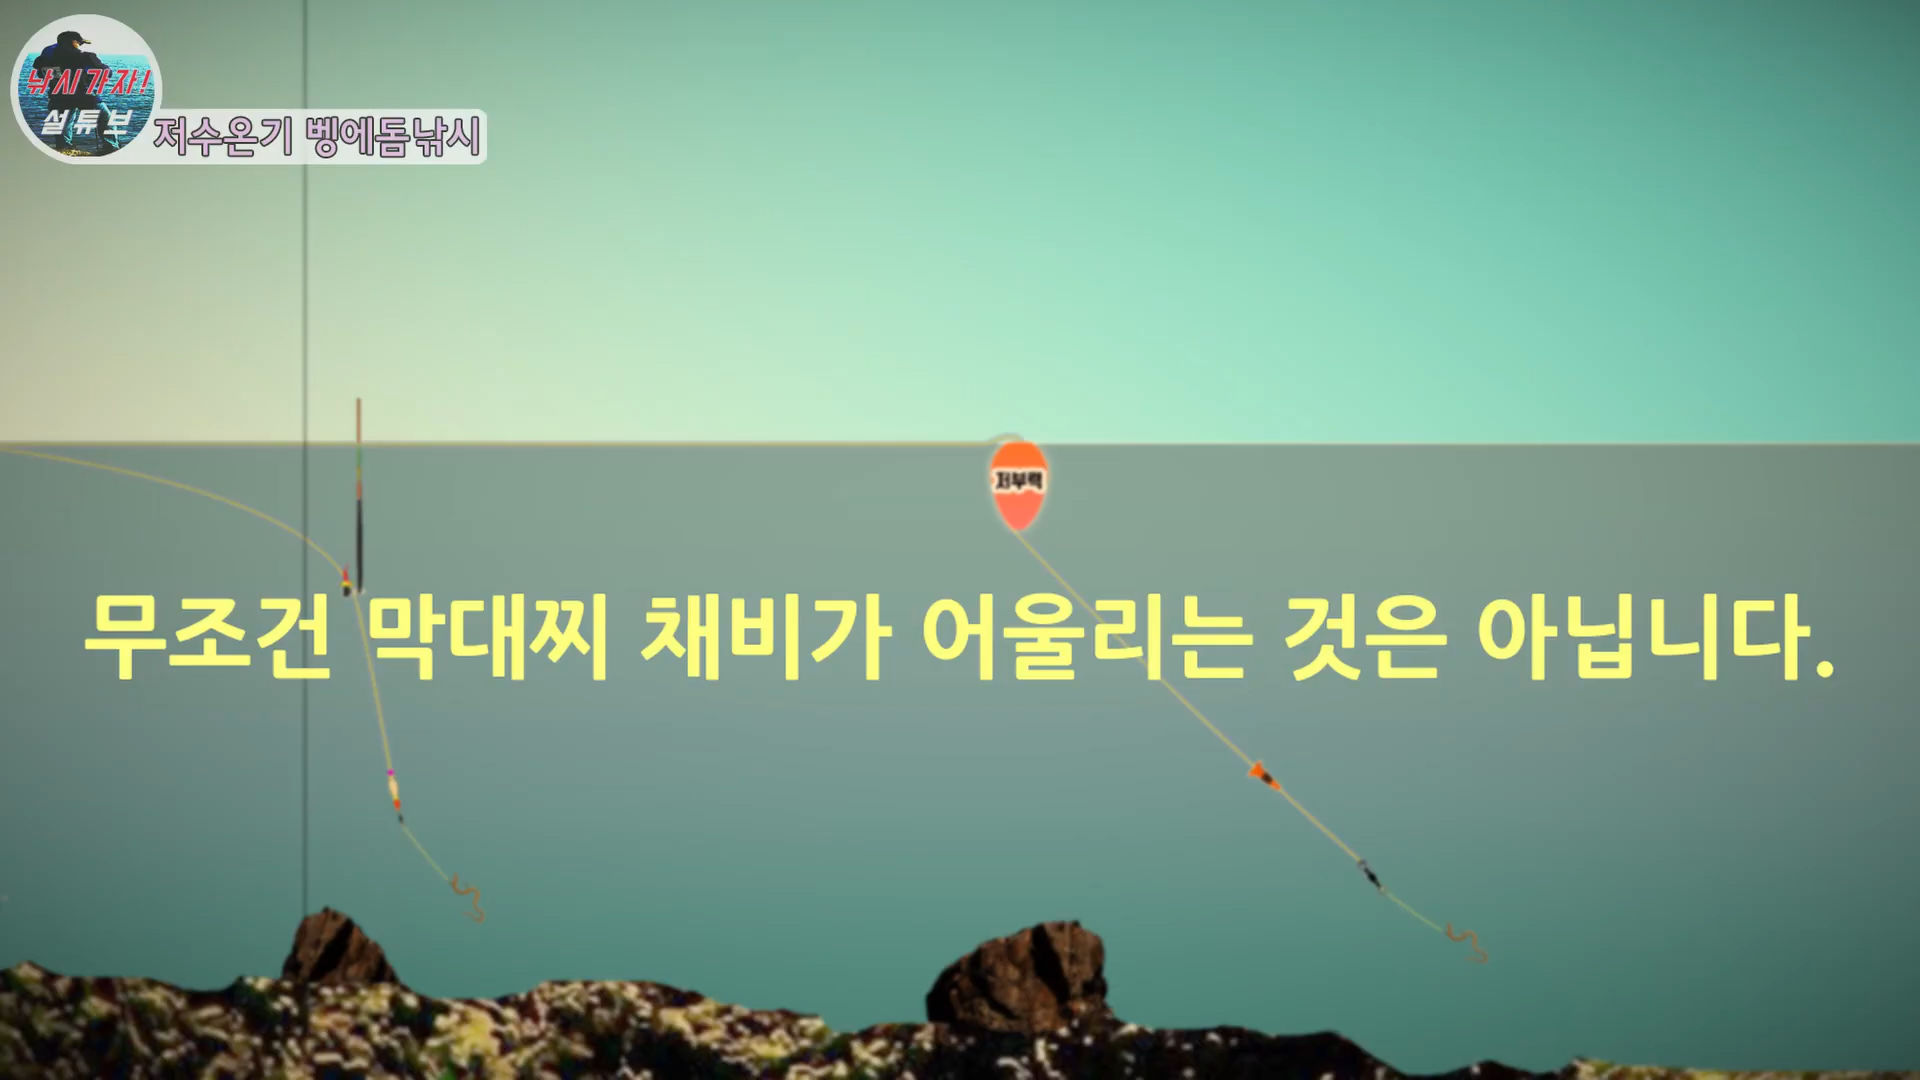 낚시가자!
설튜브
저수온기 벵에돔낚시
저부력
무조건 막대찌 채비가 어울리는 것은 아닙니다.